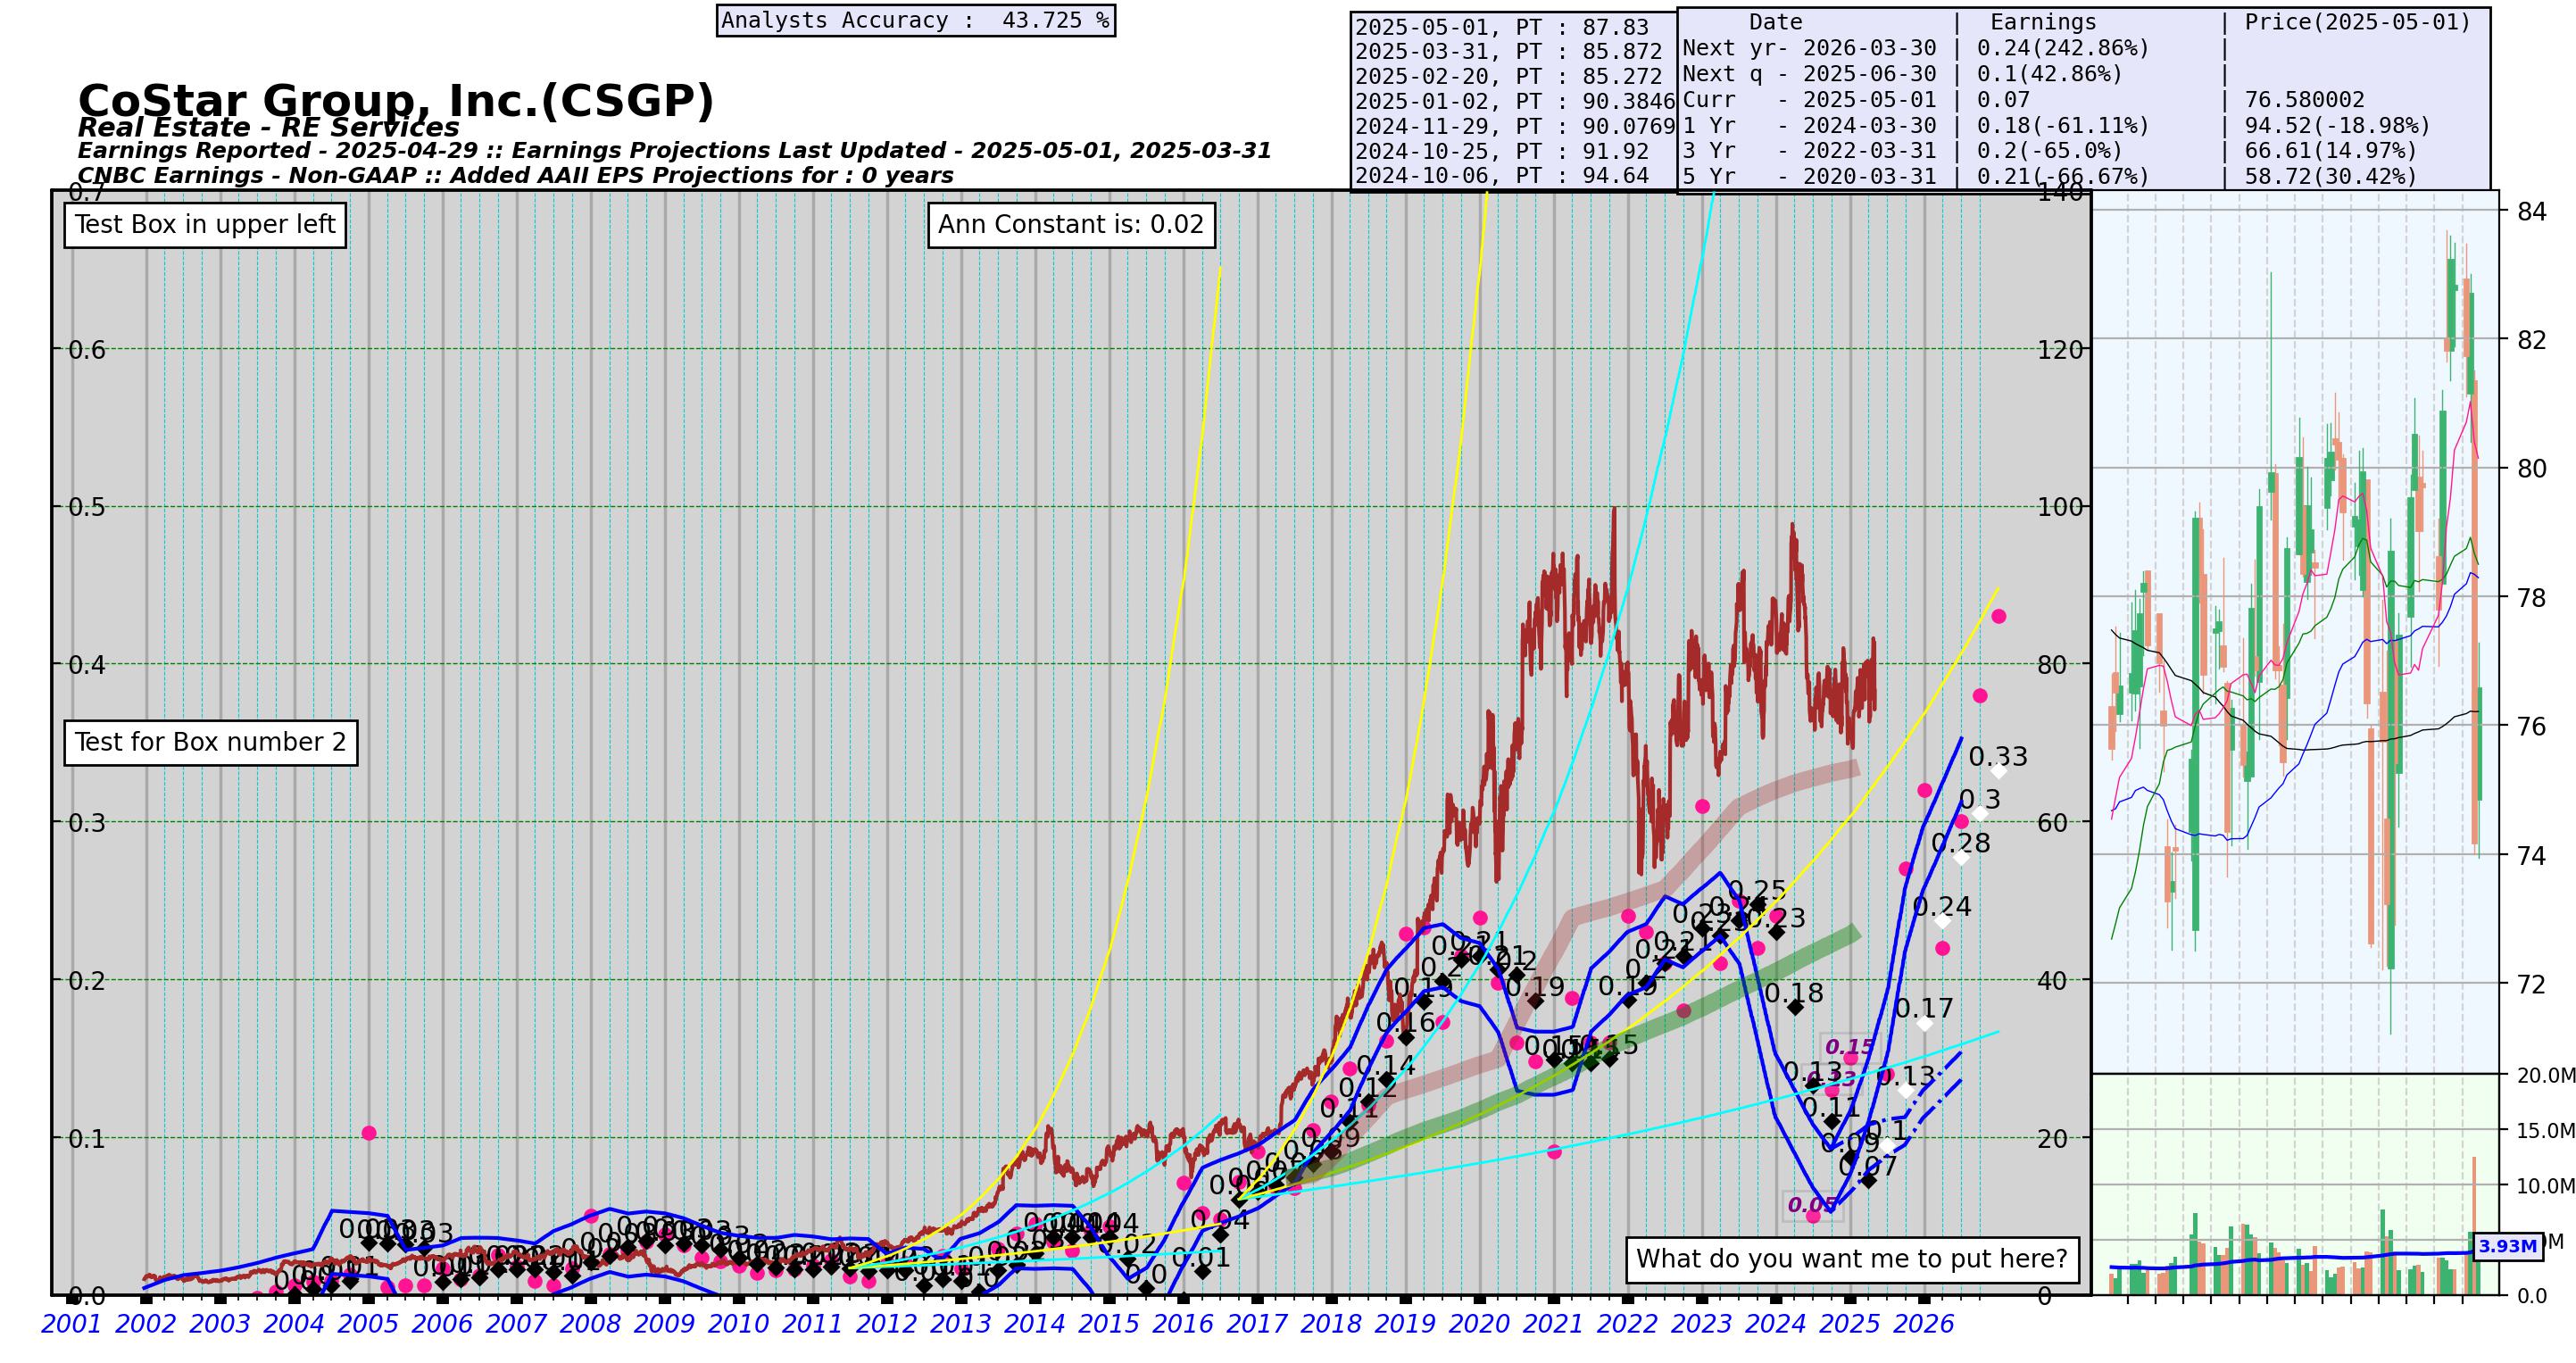 Analysts Accuracy :  43.725 %
CoStar Group, Inc.(CSGP)
Real Estate - RE Services
Earnings Reported - 2025-04-29 :: Earnings Projections Last Updated - 2025-05-01, 2025-03-31
CNBC Earnings - Non-GAAP :: Added AAII EPS Projections for : 0 years
2025-05-01, PT : 87.83
2025-03-31, PT : 85.872
2025-02-20, PT : 85.272
2025-01-02, PT : 90.3846
2024-11-29, PT : 90.0769
2024-10-25, PT : 91.92
2024-10-06, PT : 94.64
Date | Earnings | Price(2025-05-01)
Next yr- 2026-03-30 | 0.24(242.86%) |
Next q - 2025-06-30 | 0.1(42.86%) |
Curr - 2025-05-01 | 0.07 | 76.580002
1 Yr - 2024-03-30 | 0.18(-61.11%) | 94.52(-18.98%)
3 Yr - 2022-03-31 | 0.2(-65.0%) | 66.61(14.97%)
5 Yr - 2020-03-31 | 0.21(-66.67%) | 58.72(30.42%)
Test Box in upper left
Ann Constant is: 0.02
Test for Box number 2
What do you want me to put here?
0.7
0.6
0.5
0.4
0.3
0.2
0.1
0.0
140
120
100
80
60
40
20
0
84
82
80
78
76
74
72
20.0M
15.0M
10.0M
3.93M
0.0
0.33
0.3
0.28
0.24
0.17
0.13
0.1
0.07
0.09
0.11
0.13
0.18
0.23
0.25
0.15
0.05
0.19
0.19
0.19
0.16
0.14
0.12
0.11
0.04
0.01
2001 2002 2003 2004 2005 2006 2007 2008 2009 2010 2011 2012 2013 2014 2015 2016 2017 2018 2019 2020 2021 2022 2023 2024 2025 2026